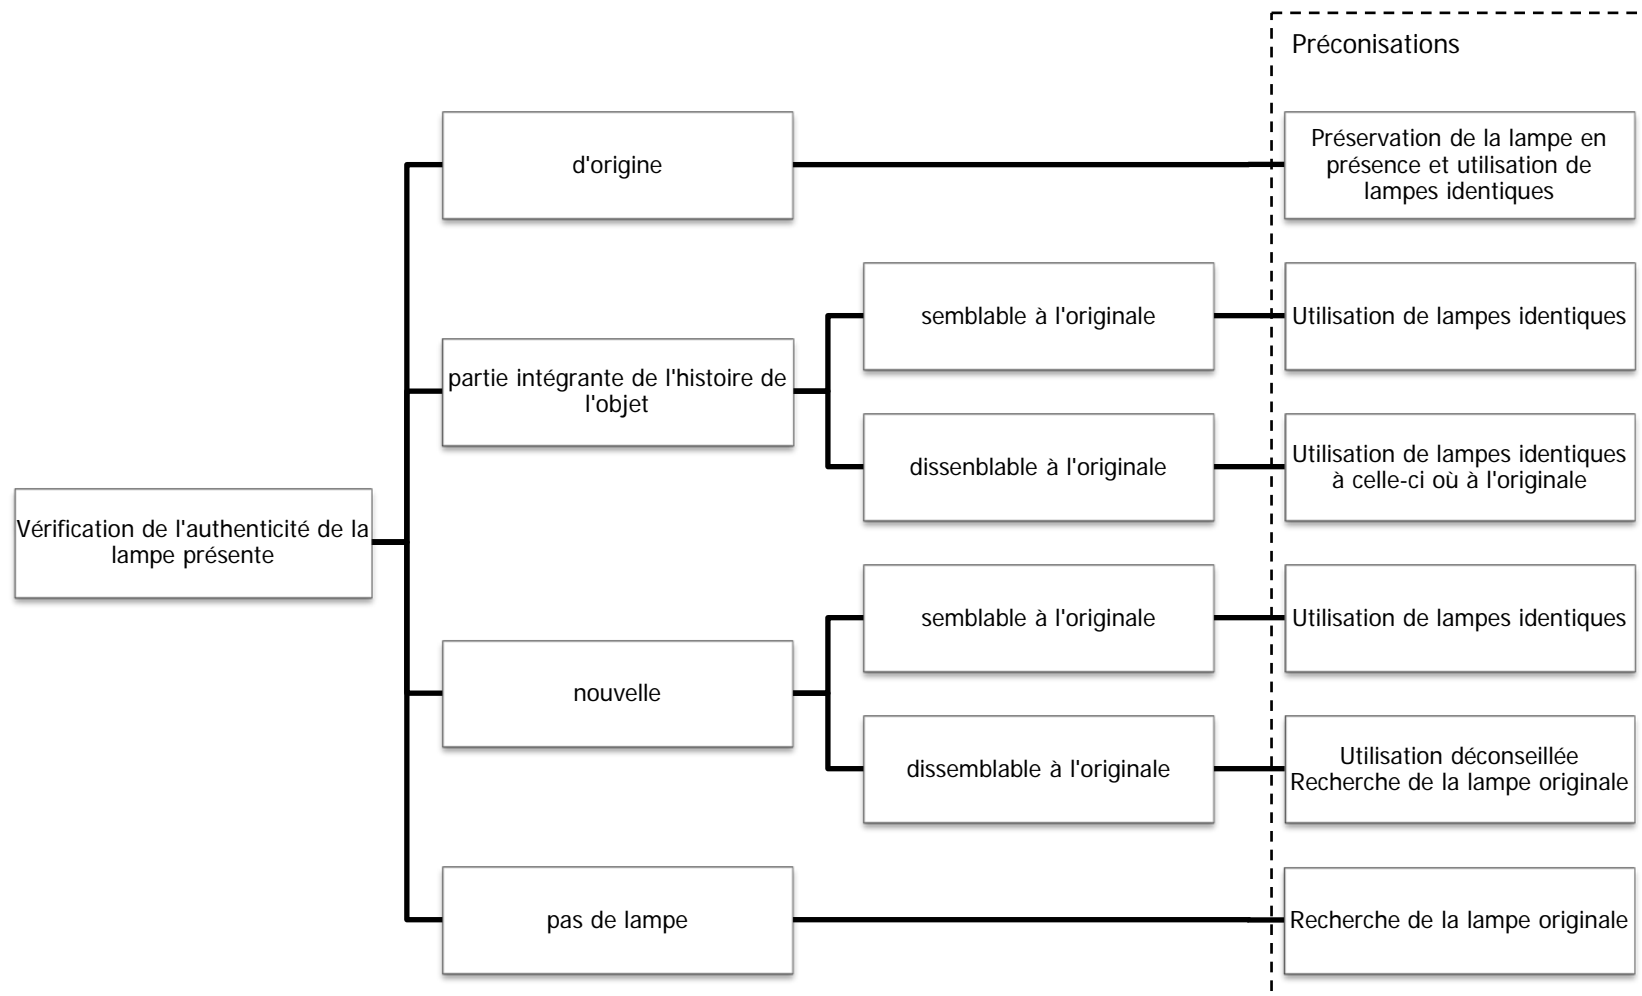 Préconisations
d'origine
Préservation de la lampe en
présence et utilisation de
lampes identiques
partie intégrante de l'histoire de
l'objet
semblable à l'originale
Utilisation de lampes identiques
dissenblable à l'originale
Utilisation de lampes identiques
à celle-ci où à l'originale
Vérification de l'authenticité de la
lampe présente
nouvelle
semblable à l'originale
Utilisation de lampes identiques
dissemblable à l'originale
Utilisation déconseillée
Recherche de la lampe originale
pas de lampe
Recherche de la lampe originale